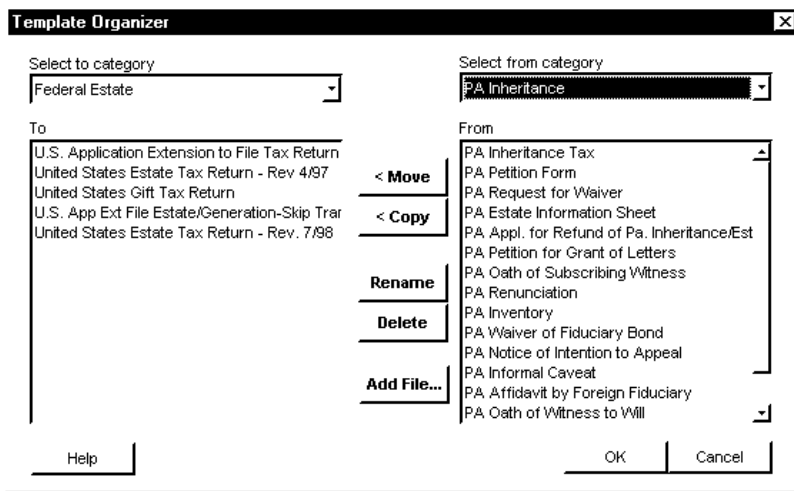 Template Organizer
Select to category
Federal Estate
To
U.S. Application Extension to File Tax Return
United States Estate Tax Return - Rev 4/97
United States Gift Tax Return
U.S. App Ext File Estate/Generation-Skip Trar
United States Estate Tax Return - Rev. 7/98
< Move
< Copy
Rename
Delete
Add File...
Select from category
PA Inheritance
From
PA Inheritance Tax
PA Petition Form
PA Request for Waiver
PA Estate Information Sheet
PA Appl. for Refund of Pa. Inheritance/Est
PA Petition for Grant of Letters
PA Oath of Subscribing Witness
PA Renunciation
PA Inventory
PA Waiver of Fiduciary Bond
PA Notice of Intention to Appeal
PA Informal Caveat
PA Affidavit by Foreign Fiduciary
PA Oath of Witness to Will
Help
OK
Cancel